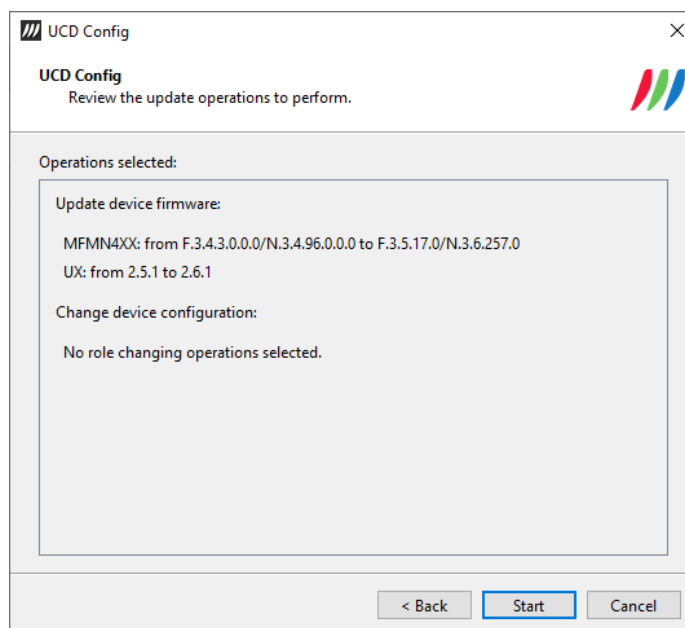 UCD Config
UCD Config
Review the update operations to perform.
Operations selected:
Update device firmware:
MFMN4XX: from F.3.4.3.0.0.0/N.3.4.96.0.0.0 to F.3.5.17.0/N.3.6.257.0
UX: from 2.5.1 to 2.6.1
Change device configuration:
No role changing operations selected.
< Back
Start
Cancel